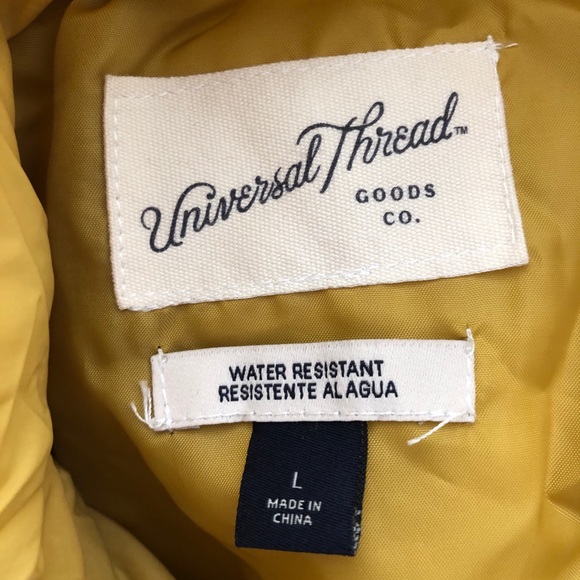 Universal Thread™
GOODS
CO.
WATER RESISTANT
RESISTENTE AL AGUA
L
MADE IN
CHINA